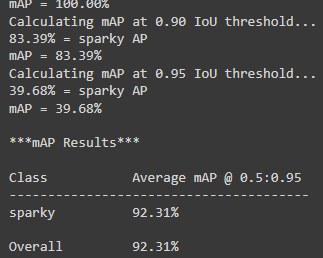 mAP = 100.00%
Calculating mAP at 0.90 IoU threshold...
83.39% = sparky AP
mAP = 83.39%
Calculating mAP at 0.95 IoU threshold...
39.68% = sparky AP
mAP = 39.68%
***mAP Results***
Class Average mAP @ 0.5:0.95
---------------------------------------
sparky 92.31%
Overall 92.31%